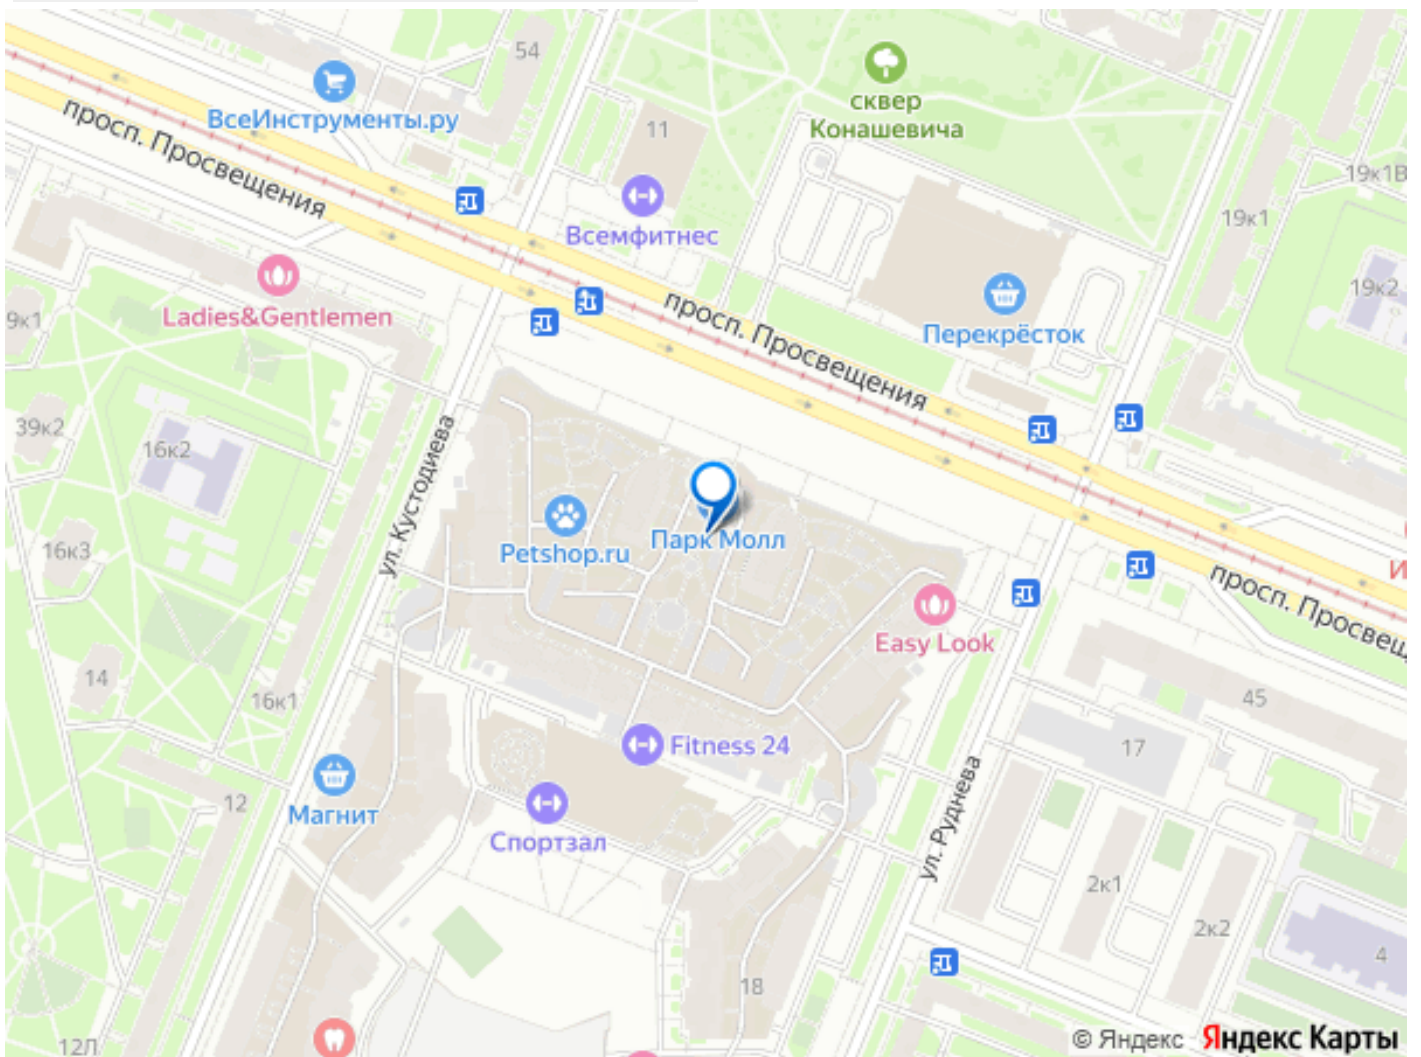 54
ВсеИнструменты.ру
просп. Просвещения
11
сквер
Конашевича
19к1В
19к1
19к2
Всемфитнес
Ladies&Gentlemen
9к1
просп. Просвещения
Перекрёсток
39к2
16к2
ул. Кустодиева
16к3
Petshop.ru
Парк Молл
И
просп. Просвещ
Easy Look
14
16к1
45
17
Fitness 24
12
Магнит
Спортзал
ул. Руднева
2к1
2к2
4
18
12Л
© Яндекс Яндекс Карты